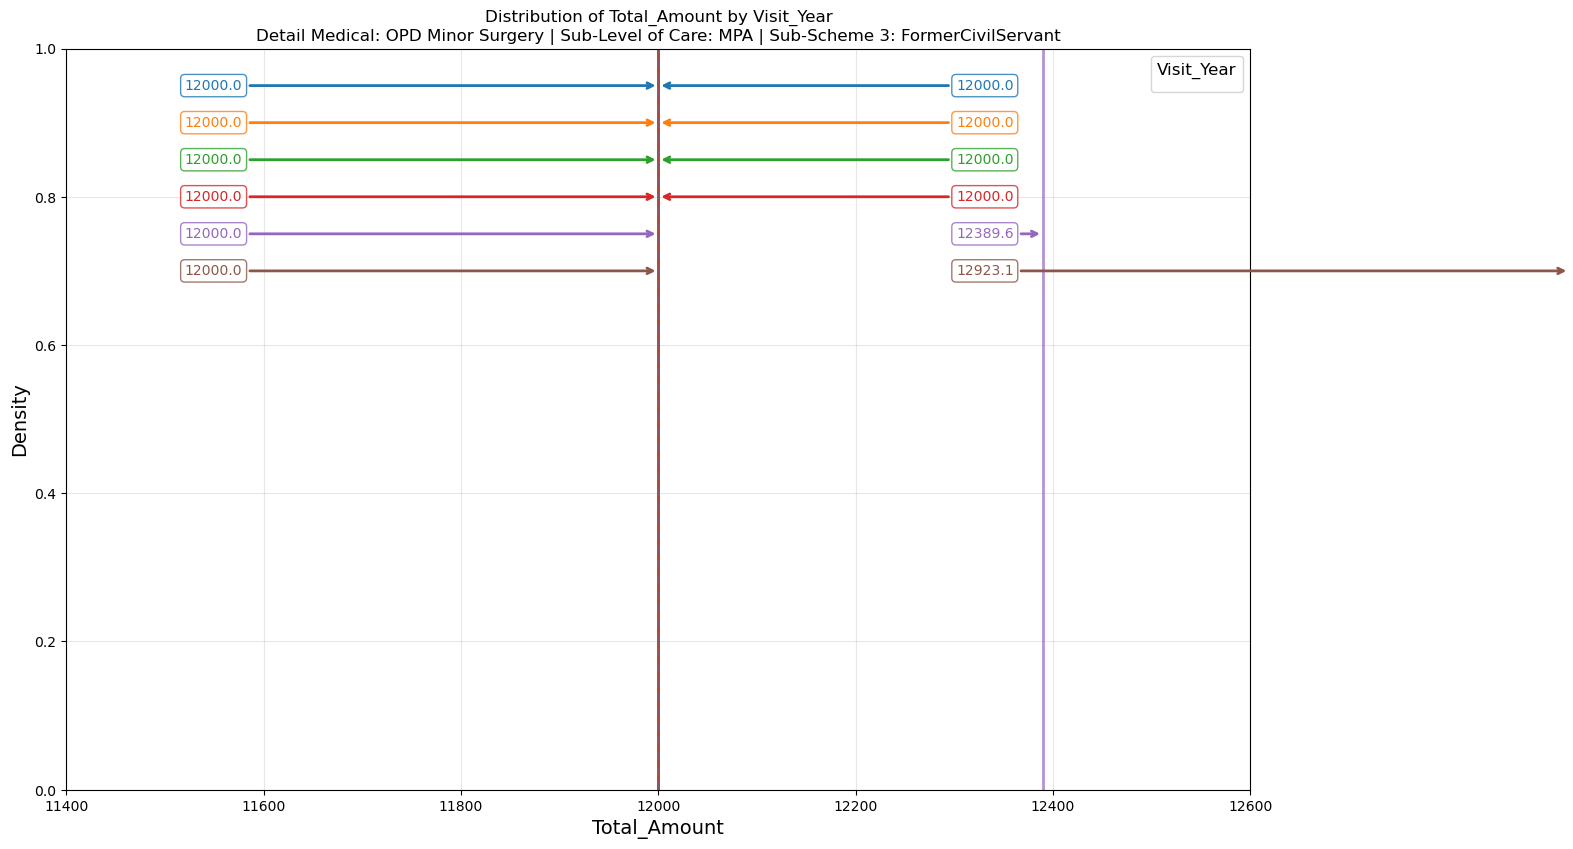 Distribution of Total_Amount by Visit_Year
Detail Medical: OPD Minor Surgery | Sub-Level of Care: MPA | Sub-Scheme 3: FormerCivilServant
Visit_Year
12000.0 12000.0
12000.0 12000.0
12000.0 12000.0
12000.0 12000.0
12000.0 12389.6
12000.0 12923.1
1.0
0.8
0.6
0.4
0.2
0.0
Density
11400 11600 11800 12000 12200 12400 12600
Total_Amount